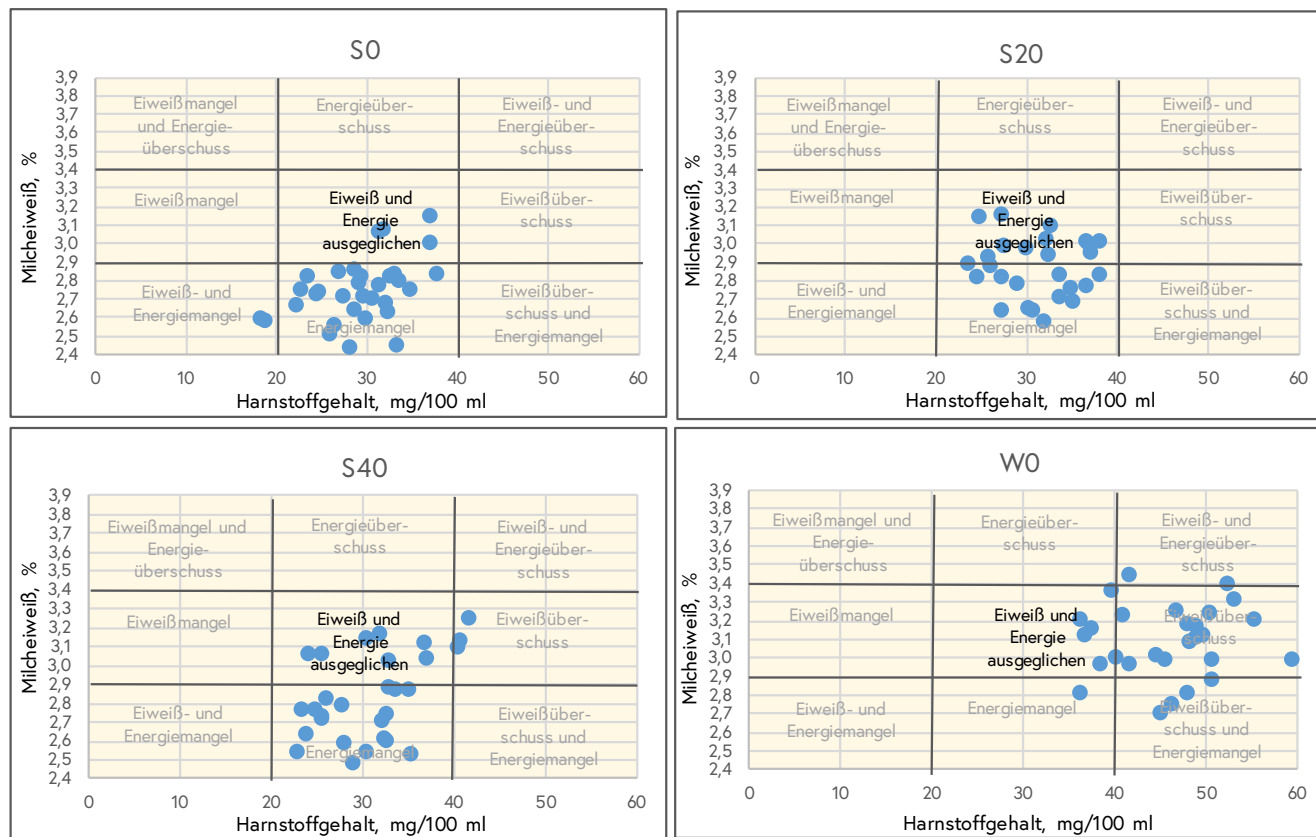 S0
Milcheiweiß, %
3,9
3,8
3,7
3,6
3,5
3,4
3,3
3,2
3,1
3,0
2,9
2,8
2,7
2,6
2,5
2,4
Eiweißmangel
und Energie-
überschuss
Energieüber-
schuss
Eiweiß- und
Energieüber-
schuss
Eiweißmangel
Eiweiß und
Energie
ausgeglichen
Eiweißüber-
schuss
Eiweiß- und
Energiemangel
Energiemangel
Eiweißüber-
schuss und
Energiemangel
0 10 20 30 40 50 60
Harnstoffgehalt, mg/100 ml
S20
Milcheiweiß, %
3,9
3,8
3,7
3,6
3,5
3,4
3,3
3,2
3,1
3,0
2,9
2,8
2,7
2,6
2,5
2,4
Eiweißmangel
und Energie-
überschuss
Energieüber-
schuss
Eiweiß- und
Energieüber-
schuss
Eiweißmangel
Eiweiß und
Energie
ausgeglichen
Eiweißüber-
schuss
Eiweiß- und
Energiemangel
Energiemangel
Eiweißüber-
schuss und
Energiemangel
0 10 20 30 40 50 60
Harnstoffgehalt, mg/100 ml
S40
Milcheiweiß, %
3,9
3,8
3,7
3,6
3,5
3,4
3,3
3,2
3,1
3,0
2,9
2,8
2,7
2,6
2,5
2,4
Eiweißmangel und
Energie-
überschuss
Energieüber-
schuss
Eiweiß- und
Energieüber-
schuss
Eiweißmangel
Eiweiß und
Energie
ausgeglichen
Eiweißüber-
schuss
Eiweiß- und
Energiemangel
Energiemangel
Eiweißüber-
schuss und
Energiemangel
0 10 20 30 40 50 60
Harnstoffgehalt, mg/100 ml
W0
Milcheiweiß, %
3,9
3,8
3,7
3,6
3,5
3,4
3,3
3,2
3,1
3,0
2,9
2,8
2,7
2,6
2,5
2,4
Eiweißmangel und
Energie-
überschuss
Energieüber-
schuss
Eiweiß- und
Energieüber-
schuss
Eiweißmangel
Eiweiß und
Energie
ausgeglichen
Eiweißüber-
schuss
Eiweiß- und
Energiemangel
Energiemangel
Eiweißüber-
schuss und
Energiemangel
0 10 20 30 40 50 60
Harnstoffgehalt, mg/100 ml